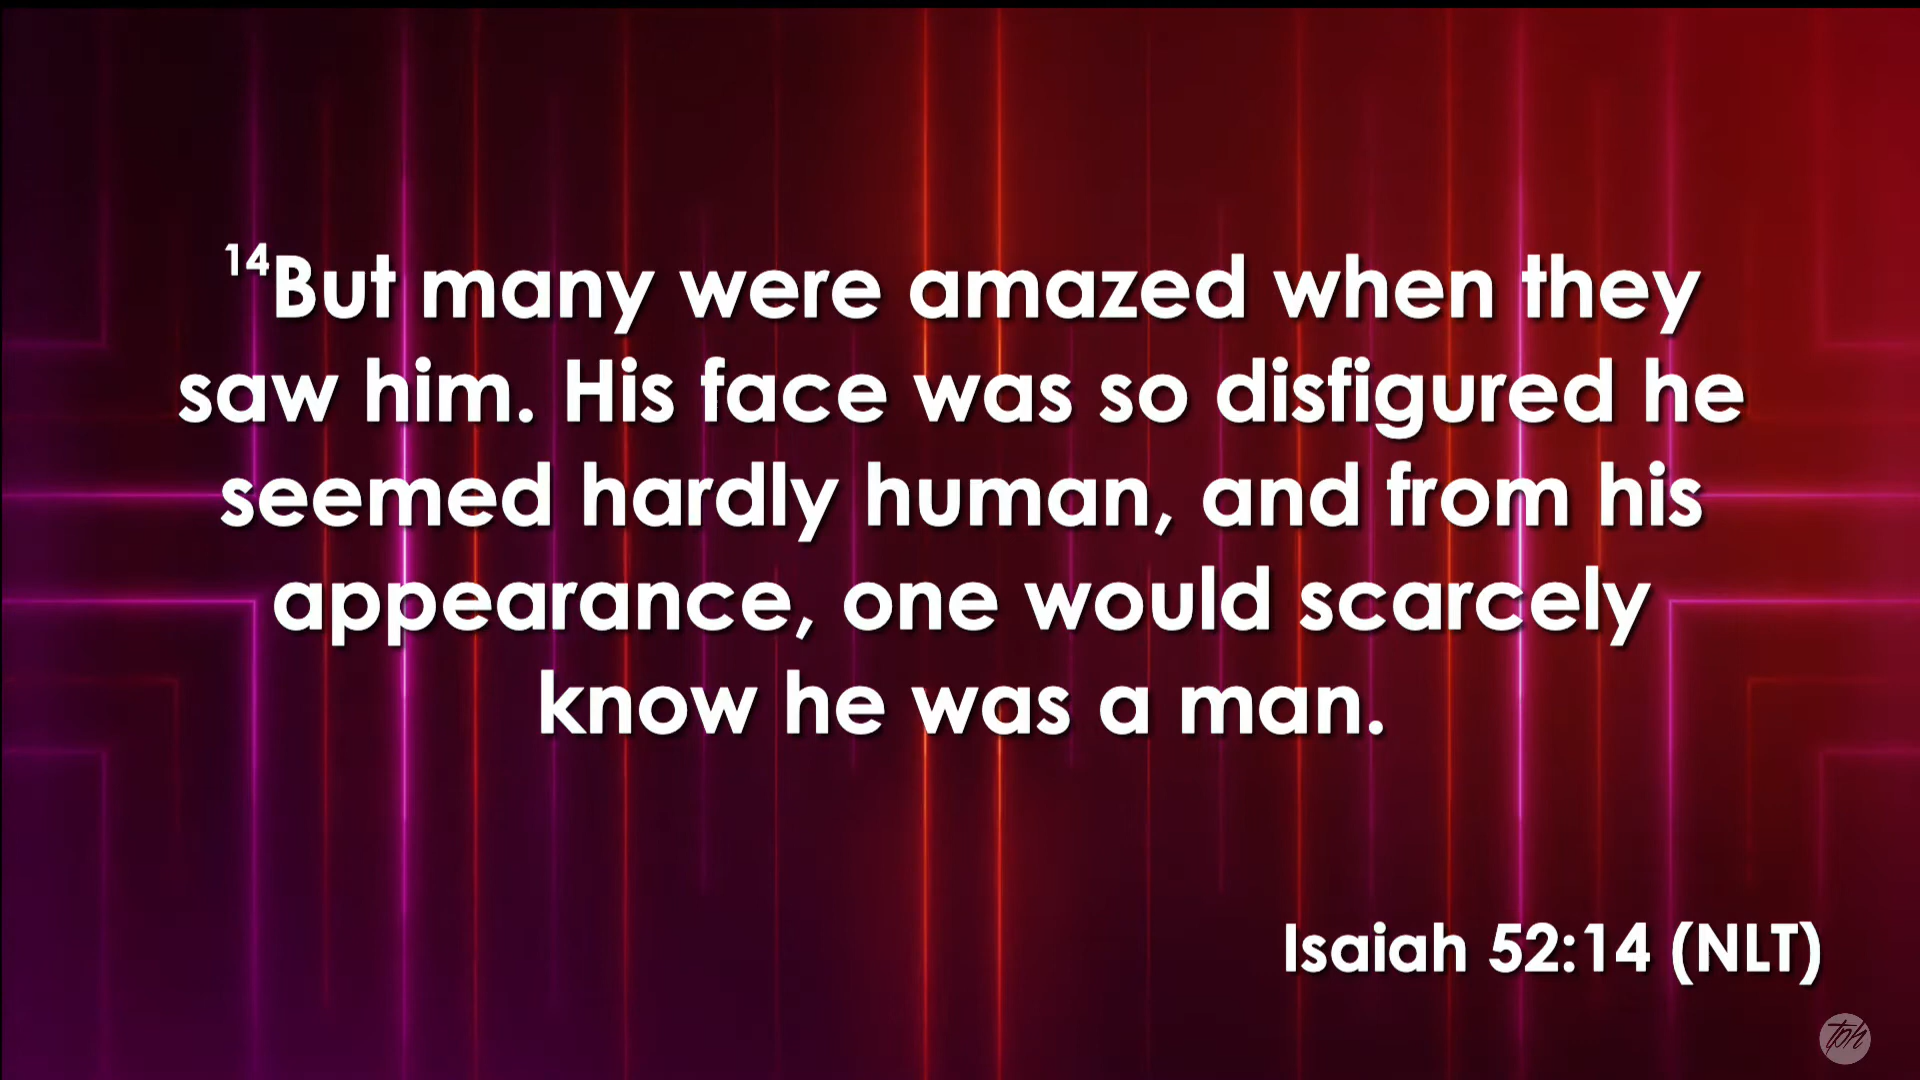 14But many were amazed when they
saw him. His face was so disfigured he
seemed hardly human, and from his
appearance, one would scarcely
know he was a man.
Isaiah 52:14 (NLT)
tph